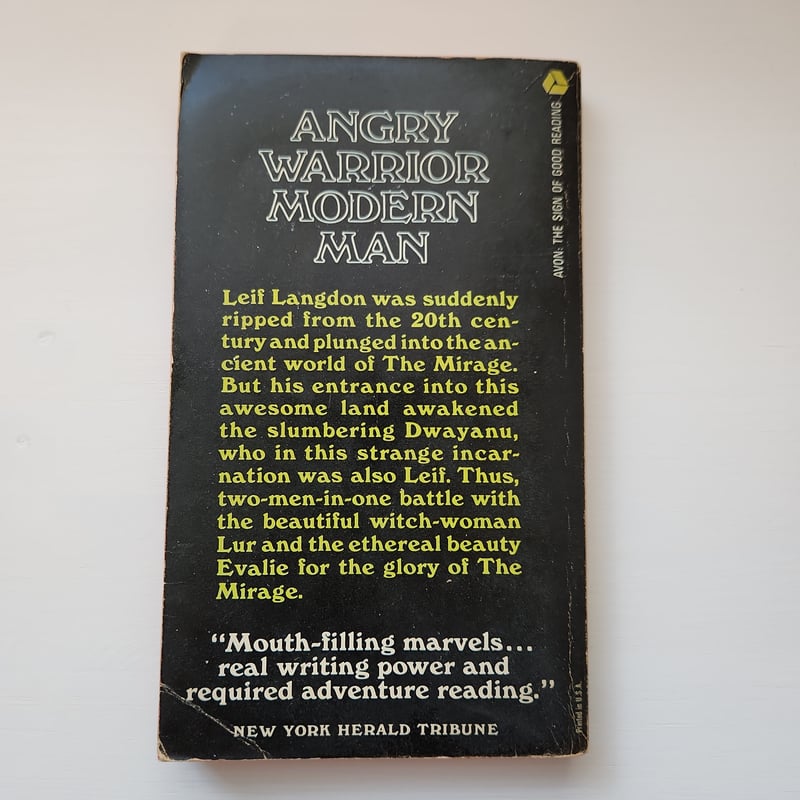 ANGRY
WARRIOR
MODERN
MAN
Leif Langdon was suddenly
ripped from the 20th cen-
tury and plunged into the an-
cient world of The Mirage.
But his entrance into this
awesome land awakened
the slumbering Dwayanu,
who in this strange incar-
nation was also Leif. Thus,
two-men-in-one battle with
the beautiful witch-woman
Lur and the ethereal beauty
Evalie for the glory of The
Mirage.
“Mouth-filling marvels...
real writing power and
required adventure reading.”
NEW YORK HERALD TRIBUNE
AVON: THE SIGN OF GOOD READING
Printed in U.S.A.